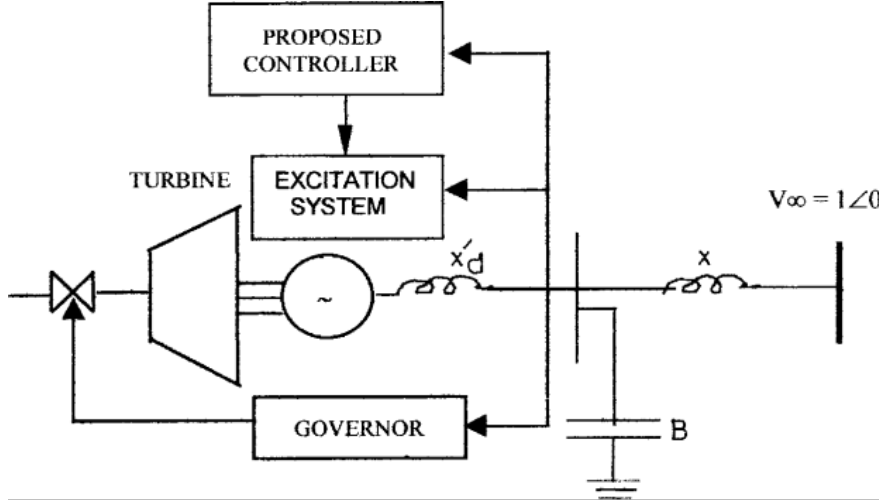 PROPOSED
CONTROLLER
TURBINE
EXCITATION
SYSTEM
V∞ = 1∠0
x'd
x
~
GOVERNOR
B